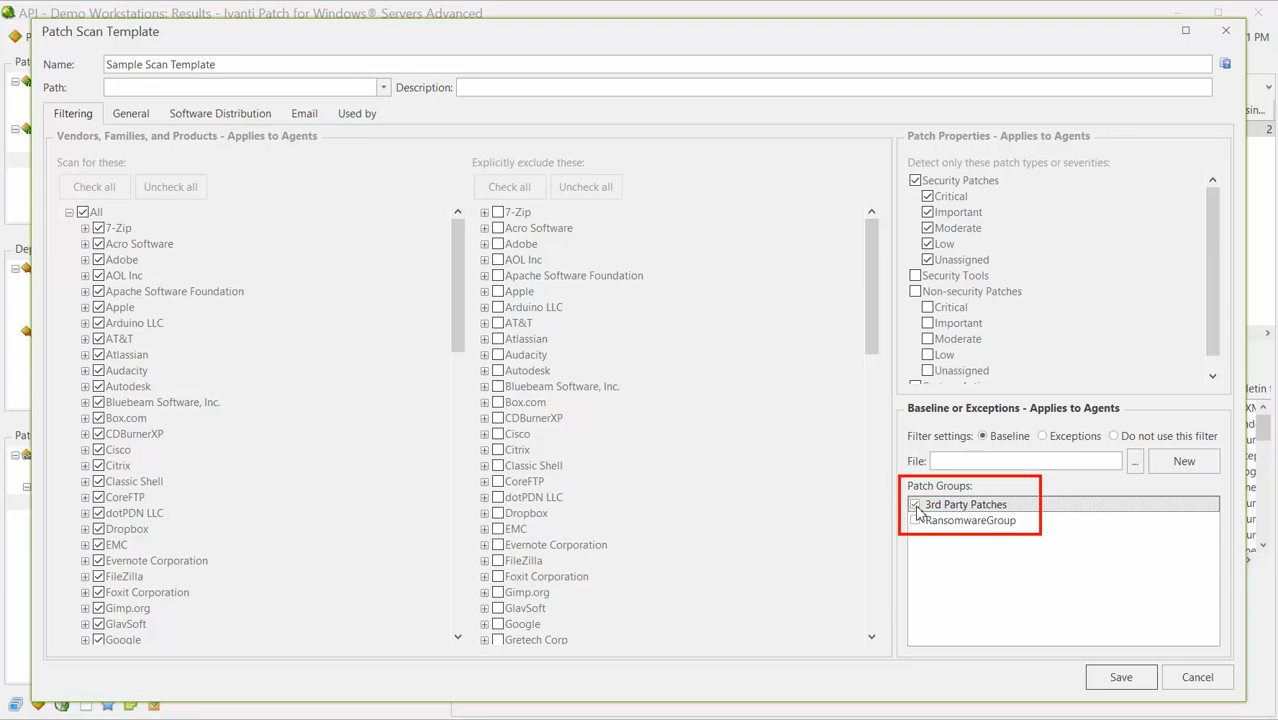 API - Demo Workstations: Results - Ivanti Patch for Windows® Servers Advanced
Patch Scan Template
1 PM
Name: Sample Scan Template
Path:
Description:
Filtering General Software Distribution Email Used by
Vendors, Families, and Products - Applies to Agents
Scan for these:
Check all Uncheck all
All
7-Zip
Acro Software
Adobe
AOL Inc
Apache Software Foundation
Apple
Arduino LLC
AT&T
Atlassian
Audacity
Autodesk
Bluebeam Software, Inc.
Box.com
CDBurnerXP
Cisco
Citrix
Classic Shell
CoreFTP
dotPDN LLC
Dropbox
EMC
Evernote Corporation
FileZilla
Foxit Corporation
Gimp.org
GlavSoft
Google
Explicitly exclude these:
Check all Uncheck all
7-Zip
Acro Software
Adobe
AOL Inc
Apache Software Foundation
Apple
Arduino LLC
AT&T
Atlassian
Audacity
Autodesk
Bluebeam Software, Inc.
Box.com
CDBurnerXP
Cisco
Citrix
Classic Shell
CoreFTP
dotPDN LLC
Dropbox
EMC
Evernote Corporation
FileZilla
Foxit Corporation
Gimp.org
GlavSoft
Google
Gretech Corp
Patch Properties - Applies to Agents
Detect only these patch types or severities:
Security Patches
Critical
Important
Moderate
Low
Unassigned
Security Tools
Non-security Patches
Critical
Important
Moderate
Low
Unassigned
Baseline or Exceptions - Applies to Agents
Filter settings: Baseline Exceptions Do not use this filter
File: ... New
Patch Groups:
3rd Party Patches
RansomwareGroup
Save Cancel